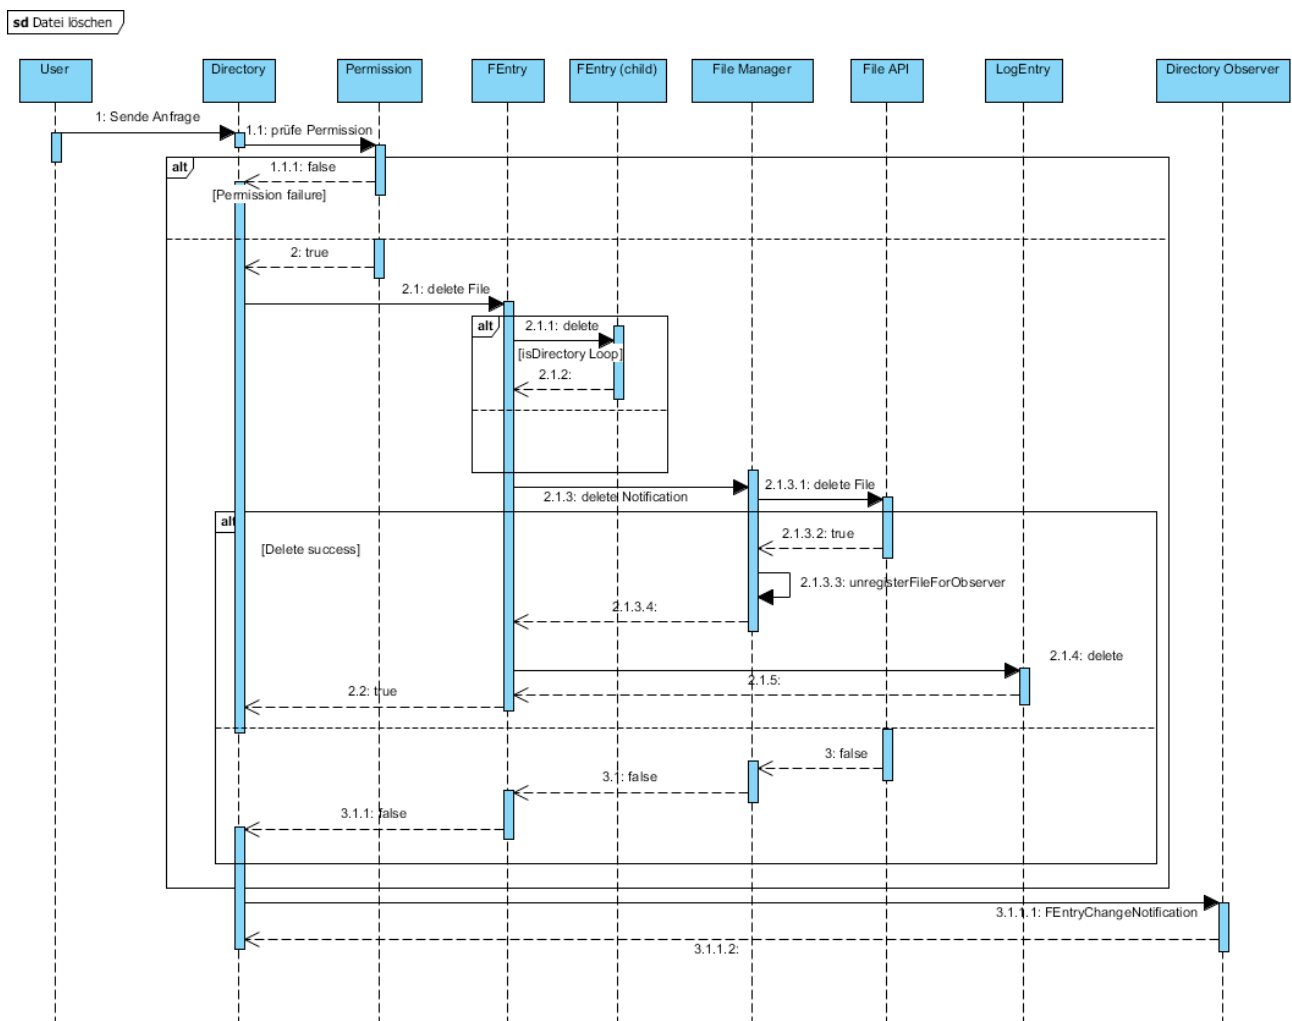 sd Datei löschen
User
Directory
Permission
FEntry
FEntry (child)
File Manager
File API
LogEntry
Directory Observer
1: Sende Anfrage
1.1: prüfe Permission
alt
1.1.1: false
[Permission failure]
2: true
2.1: delete File
alt
2.1.1: delete
[isDirectory Loop]
2.1.2:
2.1.3: delete Notification
2.1.3.1: delete File
alt
[Delete success]
2.1.3.2: true
2.1.3.3: unregisterFileForObserver
2.1.3.4:
2.1.4: delete
2.1.5:
2.2: true
3: false
3.1: false
3.1.1: false
3.1.1.1: FEntryChangeNotification
3.1.1.2: